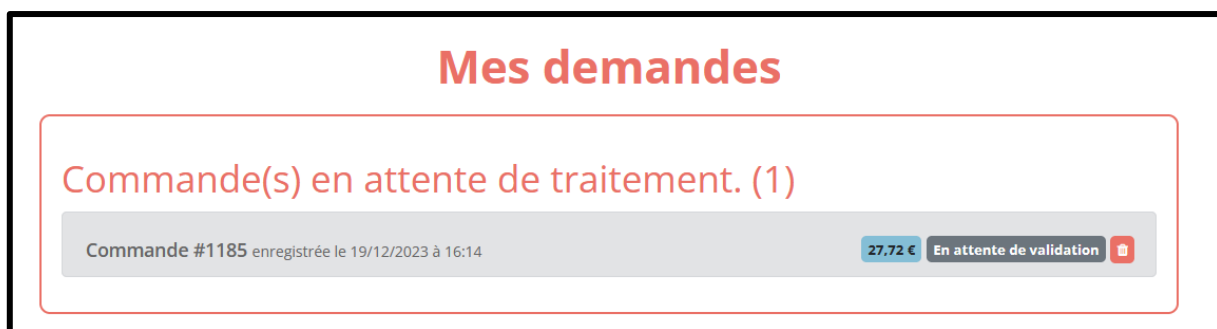 Mes demandes
Commande(s) en attente de traitement. (1)
Commande #1185 enregistrée le 19/12/2023 à 16:14 27,72 € En attente de validation